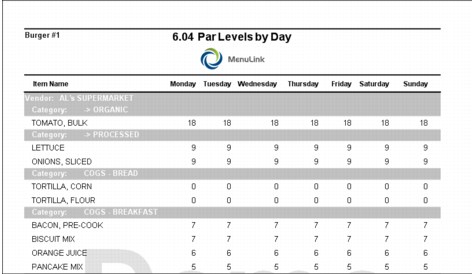 Burger #1
6.04 Par Levels by Day
MenuLink
Item Name Monday Tuesday Wednesday Thursday Friday Saturday Sunday
Vendor: AL's SUPERMARKET
Category: > ORGANIC
TOMATO, BULK 18 18 18 18 18 18 18
Category: -> PROCESSED
LETTUCE 9 9 9 9 9 9 9
ONIONS, SLICED 9 9 9 9 9 9 9
Category: COGS - BREAD
TORTILLA, CORN 0 0 0 0 0 0 0
TORTILLA, FLOUR 0 0 0 0 0 0 0
Category: COGS - BREAKFAST
BACON, PRE-COOK 7 7 7 7 7 7 7
BISCUIT MIX 7 7 7 7 7 7 7
ORANGE JUICE 6 6 6 6 6 6 6
PANCAKE MIX 5 5 5 5 5 5 5